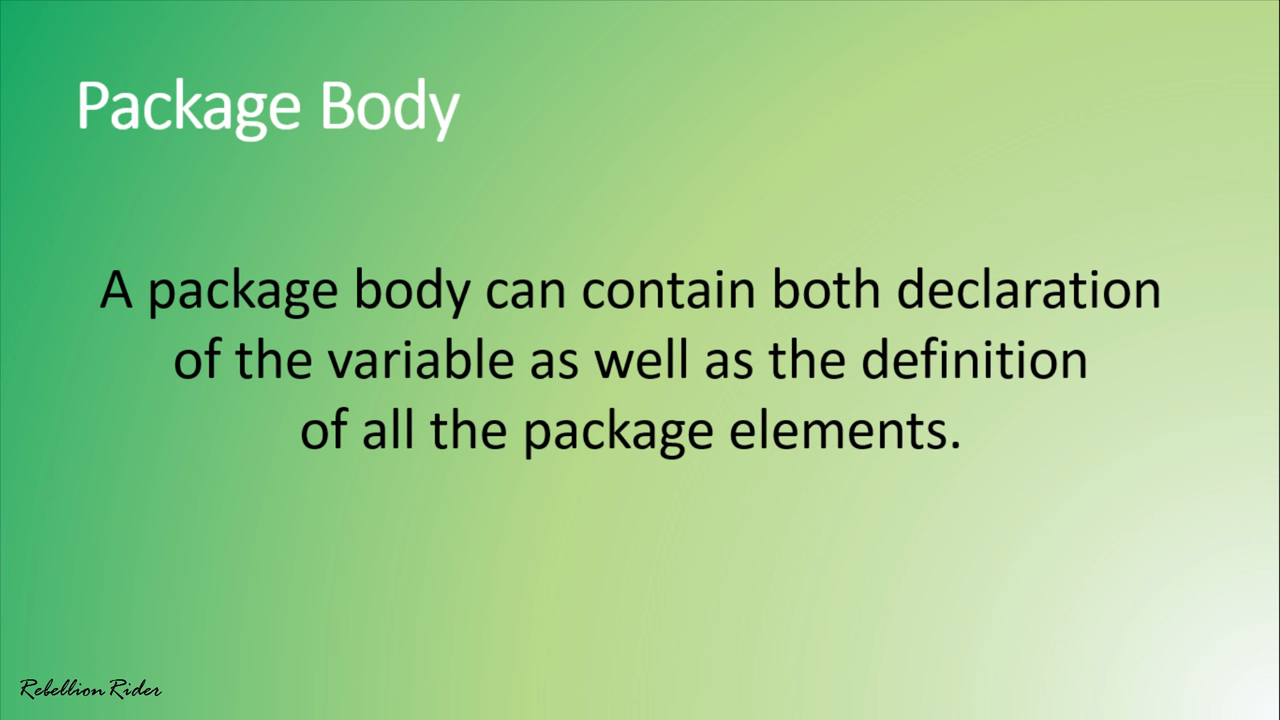 Package Body
A package body can contain both declaration
of the variable as well as the definition
of all the package elements.
Rebellion Rider